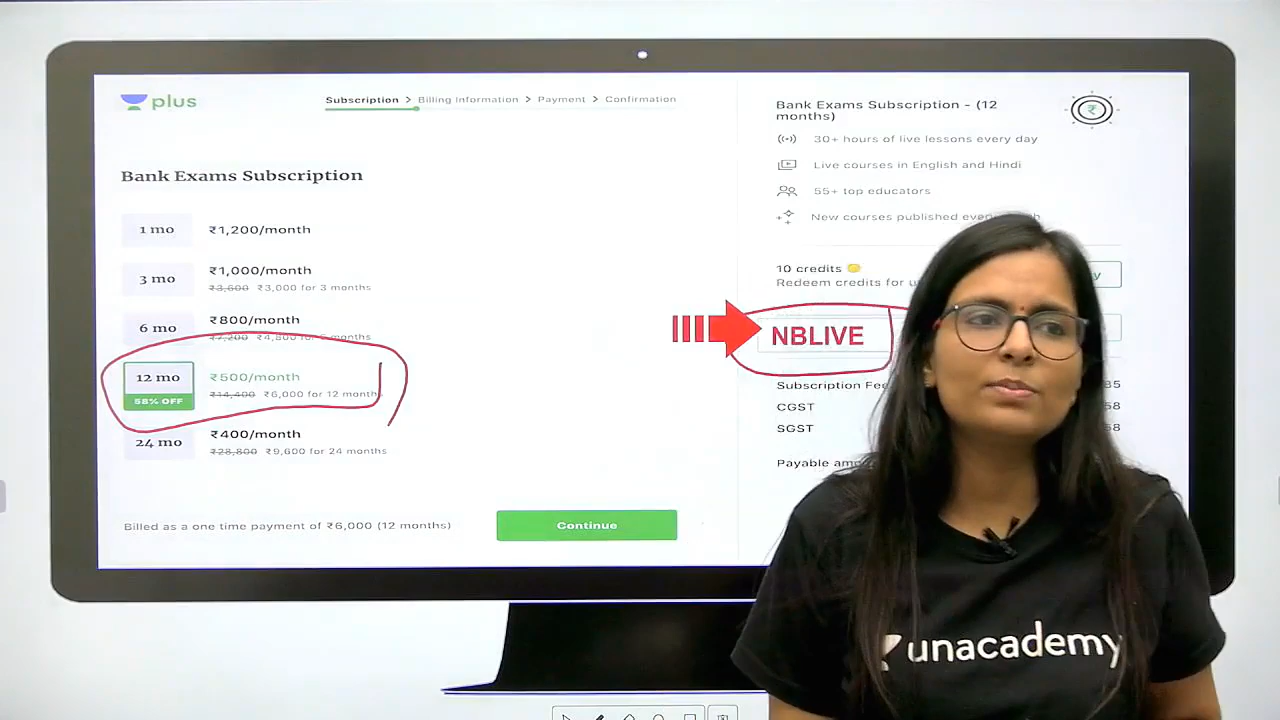 plus
Subscription > Billing Information > Payment > Confirmation
Bank Exams Subscription
1 mo ₹1,200/month
3 mo ₹1,000/month
₹3,600 ₹3,000 for 3 months
6 mo ₹800/month
₹7,200 ₹4,800 for 6 months
12 mo ₹500/month
58% OFF ₹14,400 ₹6,000 for 12 months
24 mo ₹400/month
₹28,800 ₹9,600 for 24 months
Billed as a one time payment of ₹6,000 (12 months)
Continue
Bank Exams Subscription - (12
months)
30+ hours of live lessons every day
Live courses in English and Hindi
55+ top educators
New courses published every
10 credits
Redeem credits for
NBLIVE
Subscription Fee
CGST
SGST
Payable
unacademy